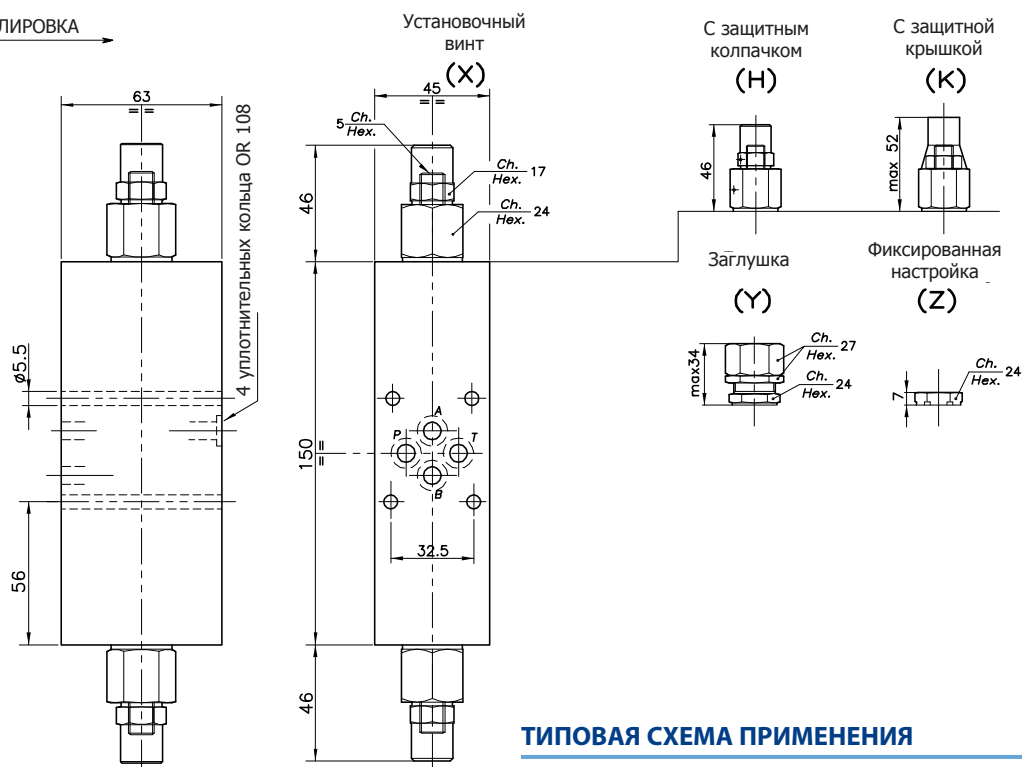 ЛИРОВКА
Установочный
винт
(X)
С защитным
колпачком
(H)
С защитной
крышкой
(K)
63
=
=
45
=
=
5 Ch.
Hex.
Ch.
Hex. 17
Ch.
Hex. 24
46
46
max 52
4 уплотнительных кольца OR 108
Заглушка
(Y)
Фиксированная
настройка
(Z)
ø5.5
max34
Ch.
Hex. 27
Ch.
Hex. 24
7
Ch.
Hex. 24
A
P
T
B
150
=
=
32.5
56
46
ТИПОВАЯ СХЕМА ПРИМЕНЕНИЯ